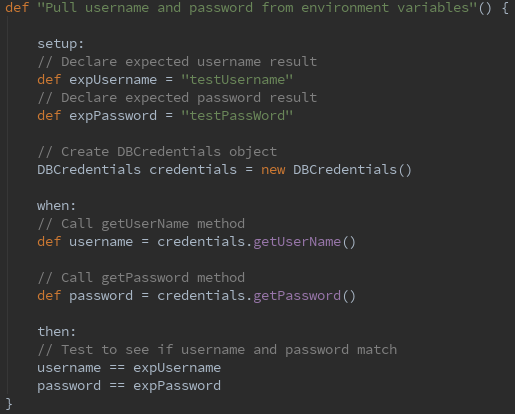 def "Pull username and password from environment variables"() {
setup:
// Declare expected username result
def expUsername = "testUsername"
// Declare expected password result
def expPassword = "testPassWord"
// Create DBCredentials object
DBCredentials credentials = new DBCredentials()
when:
// Call getUserName method
def username = credentials.getUserName()
// Call getPassword method
def password = credentials.getPassword()
then:
// Test to see if username and password match
username == expUsername
password == expPassword
}